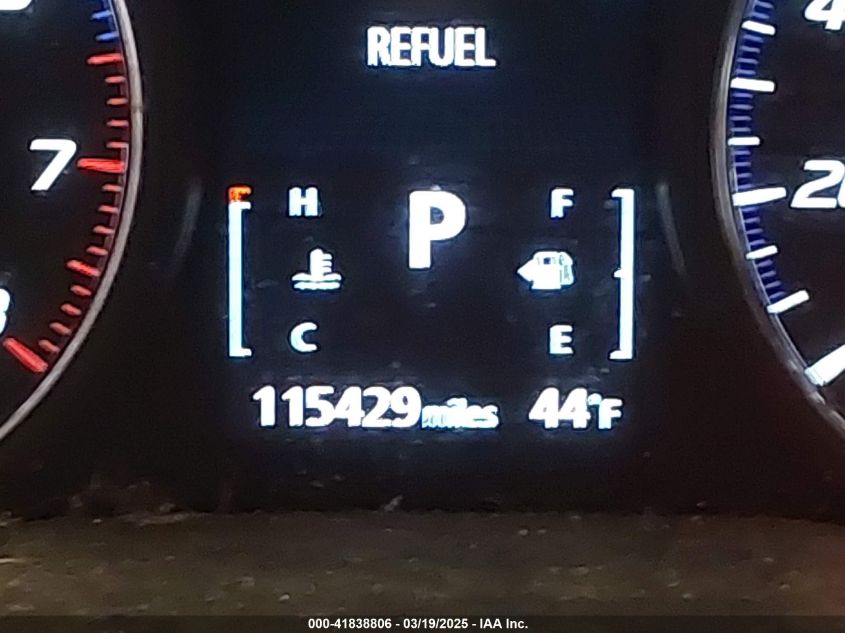 REFUEL
7
H
P
F
C
E
115429 miles 44°F
000-41838806 - 03/19/2025 - IAA Inc.